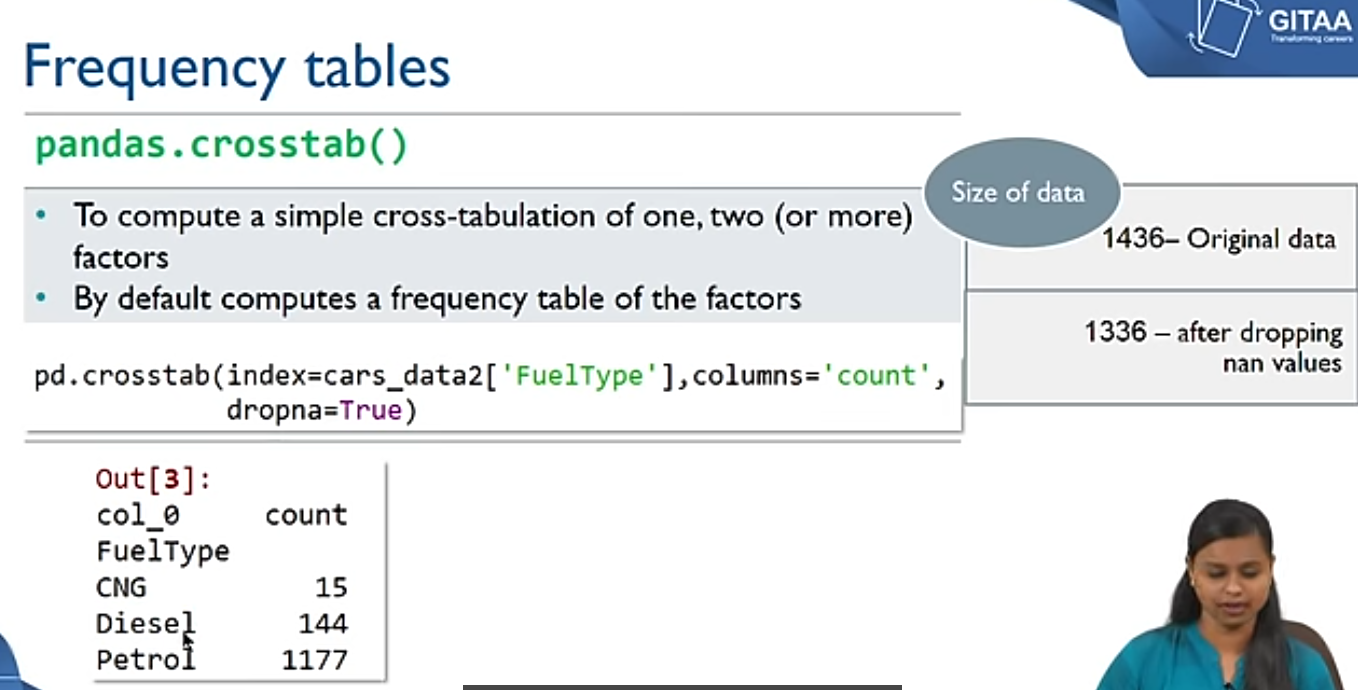 GITAA
Transforming careers
Frequency tables
pandas.crosstab()
• To compute a simple cross-tabulation of one, two (or more)
factors
• By default computes a frequency table of the factors
Size of data
1436– Original data
1336 – after dropping
nan values
pd.crosstab(index=cars_data2['FuelType'],columns='count',
dropna=True)
Out[3]:
col_0 count
FuelType
CNG 15
Diesel 144
Petrol 1177